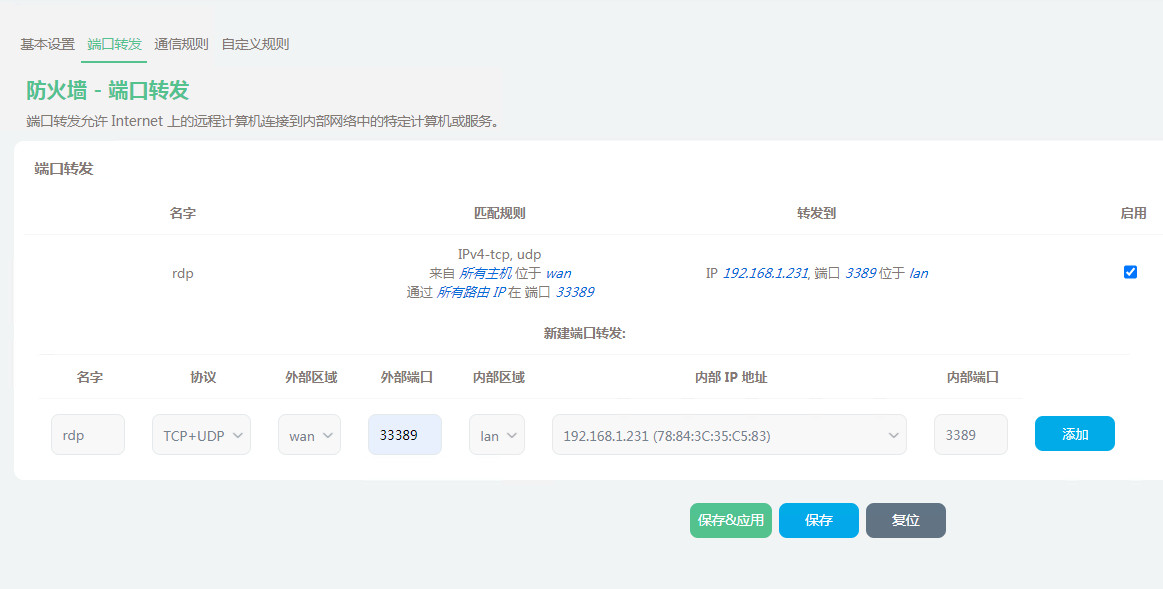 基本设置 端口转发 通信规则 自定义规则
防火墙 - 端口转发
端口转发允许 Internet 上的远程计算机连接到内部网络中的特定计算机或服务。
端口转发
名字 匹配规则 转发到 启用
IPv4-tcp, udp
rdp 来自 所有主机 位于 wan IP 192.168.1.231, 端口 3389 位于 lan
通过 所有路由 IP 在 端口 33389
新建端口转发:
名字 协议 外部区域 外部端口 内部区域 内部 IP 地址 内部端口
rdp TCP+UDP wan 33389 lan 192.168.1.231 (78:84:3C:35:C5:83) 3389 添加
保存&应用 保存 复位